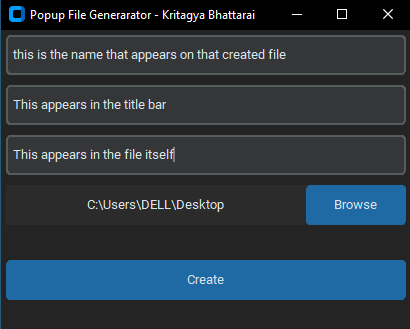 Popup File Generarator - Kritagya Bhattarai
this is the name that appears on that created file
This appears in the title bar
This appears in the file itself
C:\Users\DELL\Desktop
Browse
Create